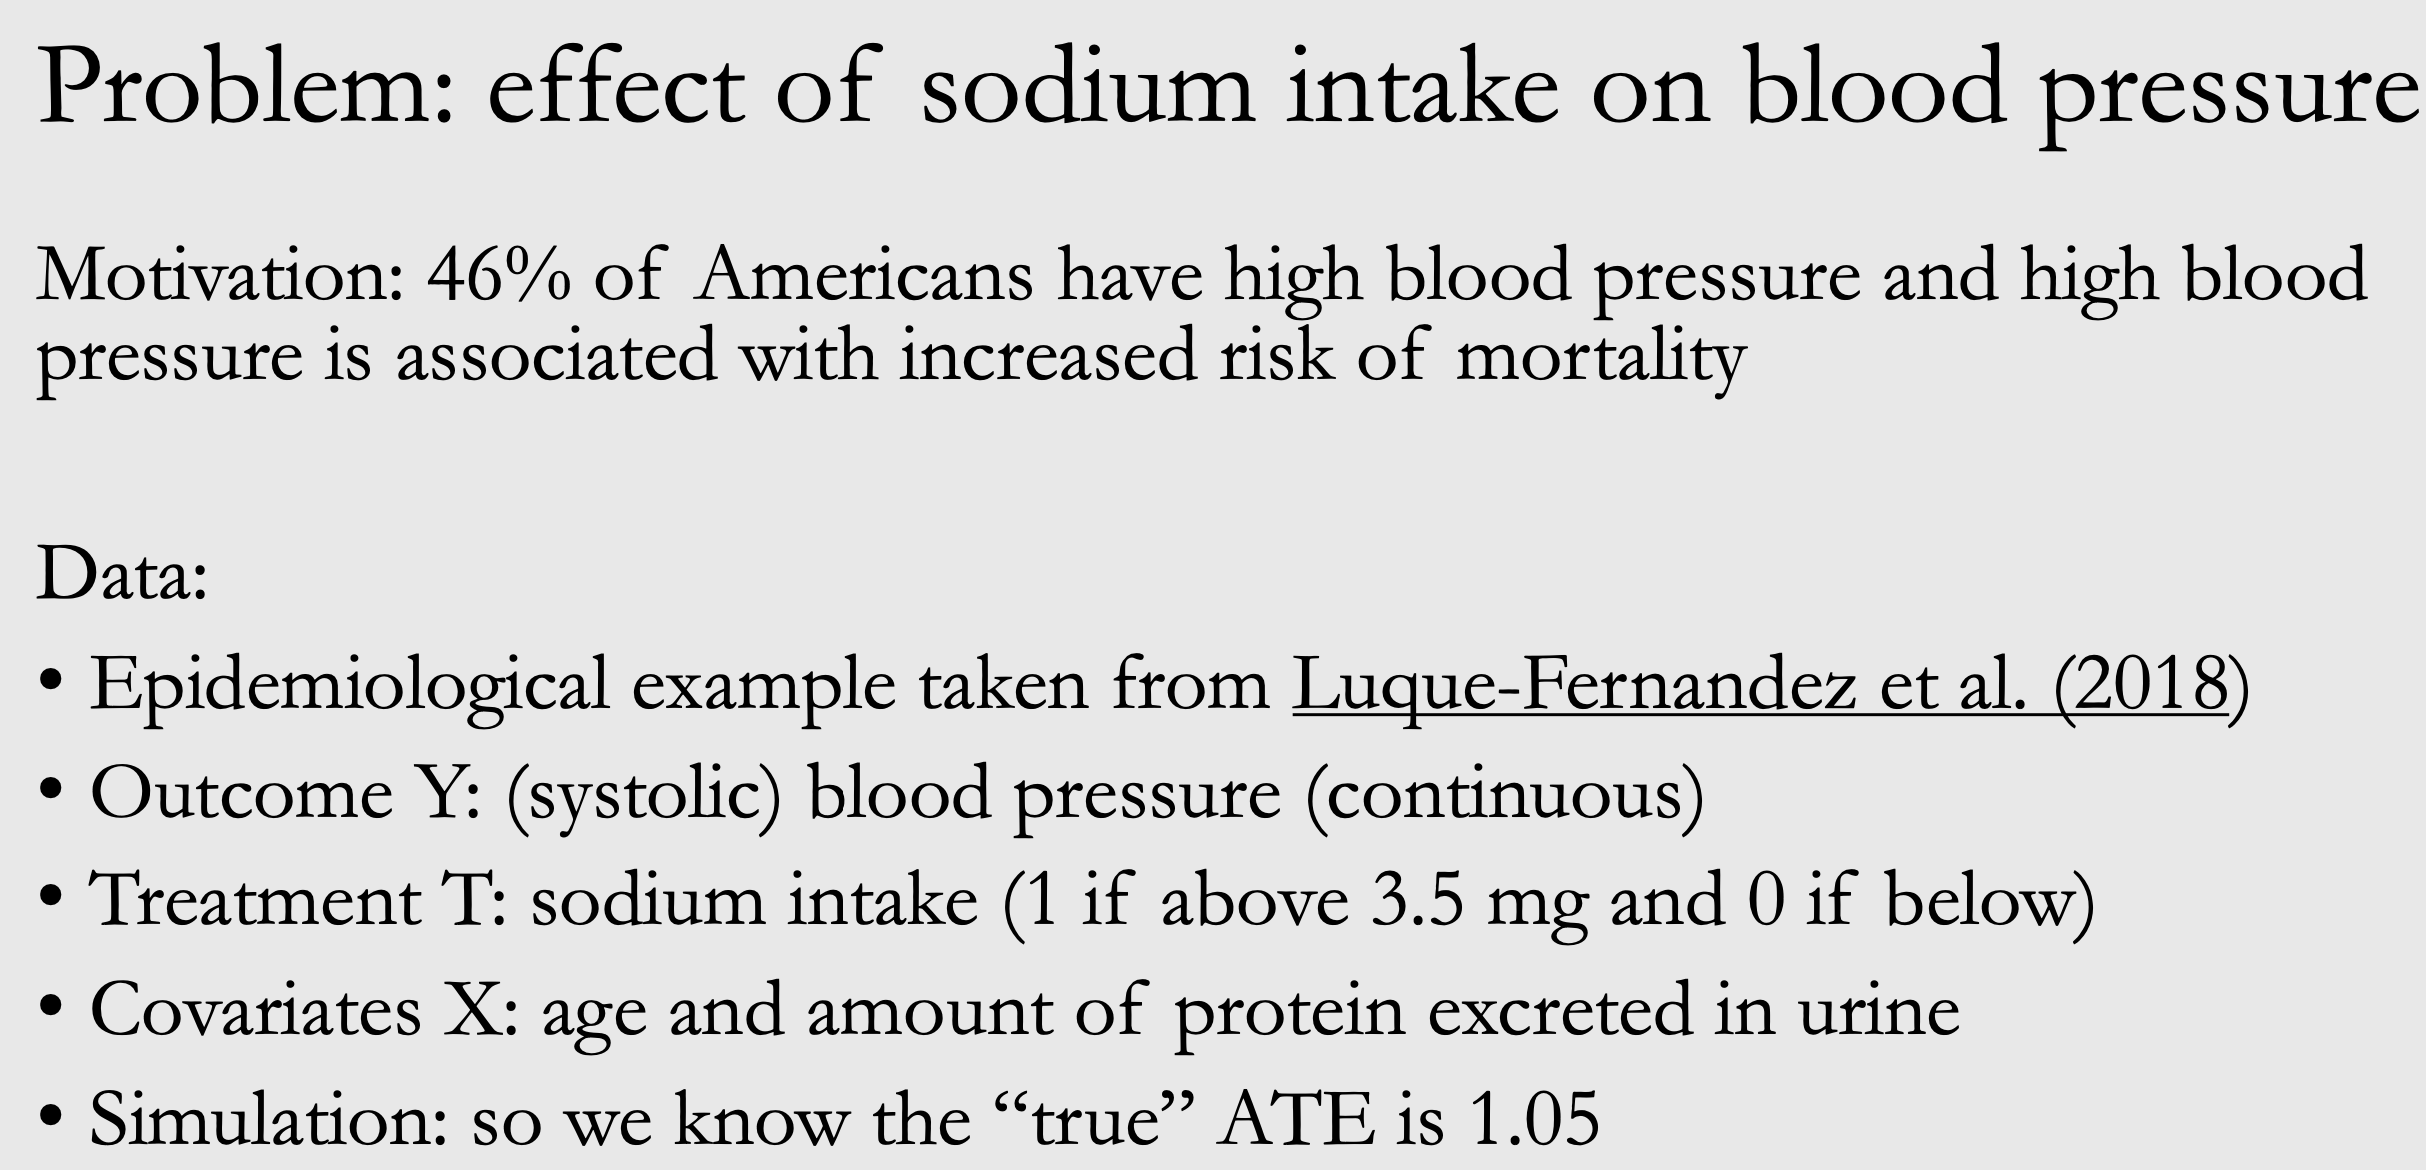 Problem: effect of sodium intake on blood pressure
Motivation: 46% of Americans have high blood pressure and high blood
pressure is associated with increased risk of mortality
Data:
• Epidemiological example taken from Luque-Fernandez et al. (2018)
• Outcome Y: (systolic) blood pressure (continuous)
• Treatment T: sodium intake (1 if above 3.5 mg and 0 if below)
• Covariates X: age and amount of protein excreted in urine
• Simulation: so we know the “true” ATE is 1.05